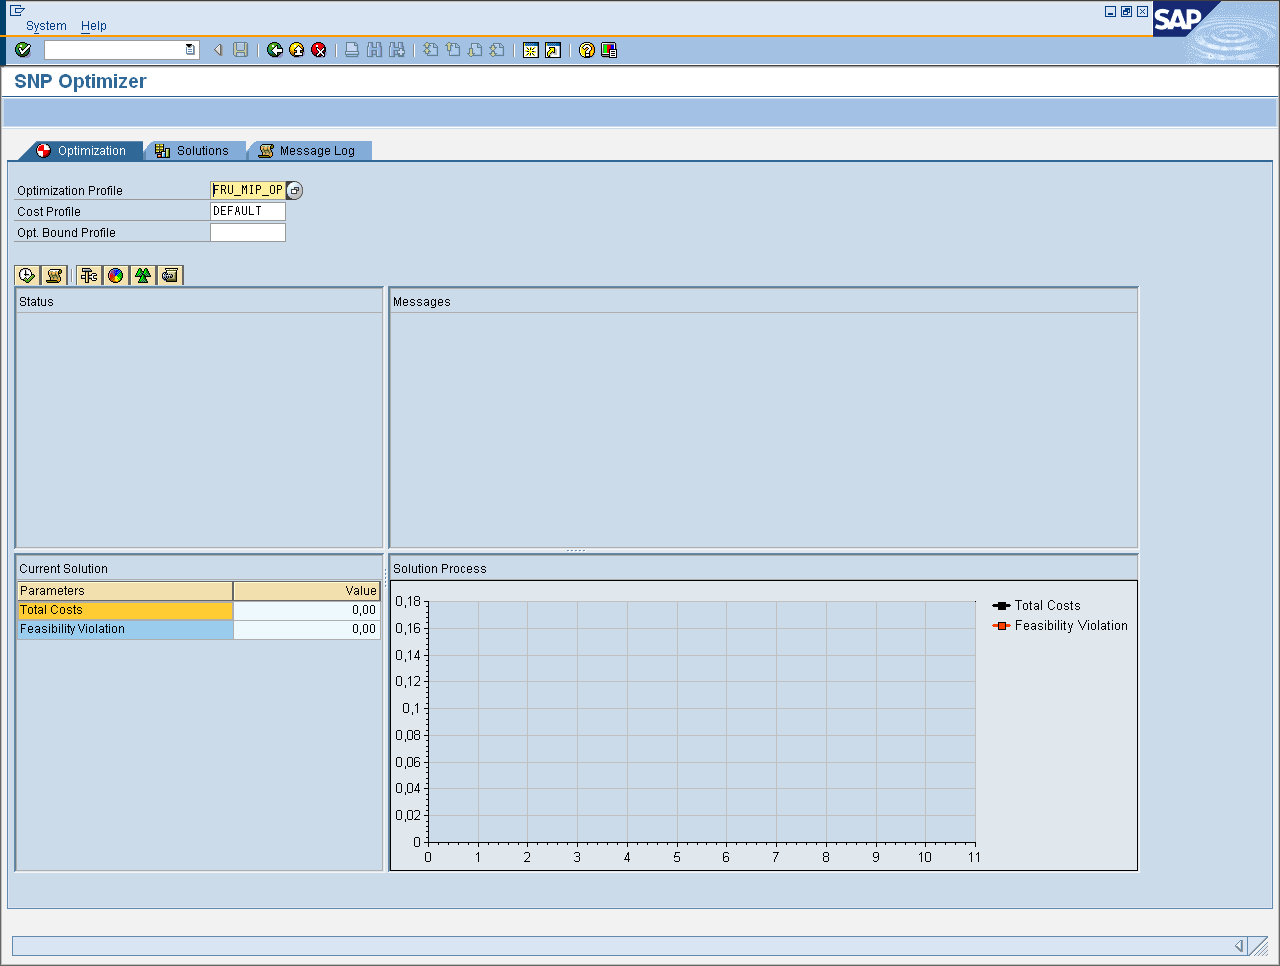 System Help
SAP
SNP Optimizer
Optimization Solutions Message Log
Optimization Profile FRU_MIP_OP
Cost Profile DEFAULT
Opt. Bound Profile
Status
Messages
Current Solution
Parameters Value
Total Costs 0,00
Feasibility Violation 0,00
Solution Process
0,18
0,16
0,14
0,12
0,1
0,08
0,06
0,04
0,02
0
0 1 2 3 4 5 6 7 8 9 10 11
Total Costs
Feasibility Violation